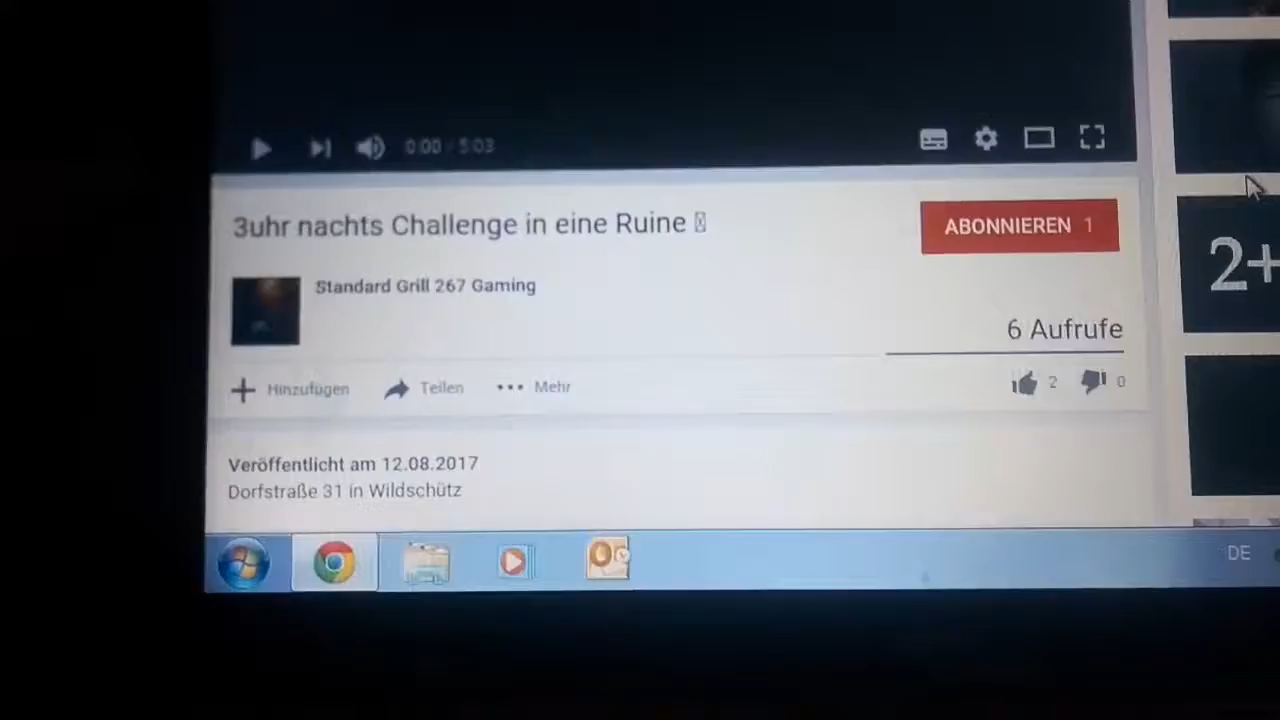 0:00 / 5:03
3uhr nachts Challenge in eine Ruine
ABONNIEREN 1
Standard Grill 267 Gaming
6 Aufrufe
Hinzufügen
Teilen
Mehr
2
0
Veröffentlicht am 12.08.2017
Dorfstraße 31 in Wildschütz
2+
DE